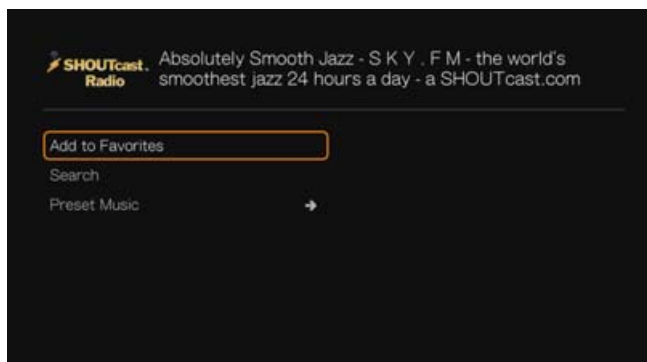 SHOUTcast. Radio
Absolutely Smooth Jazz - S K Y . F M - the world's
smoothest jazz 24 hours a day - a SHOUTcast.com
Add to Favorites
Search
Preset Music